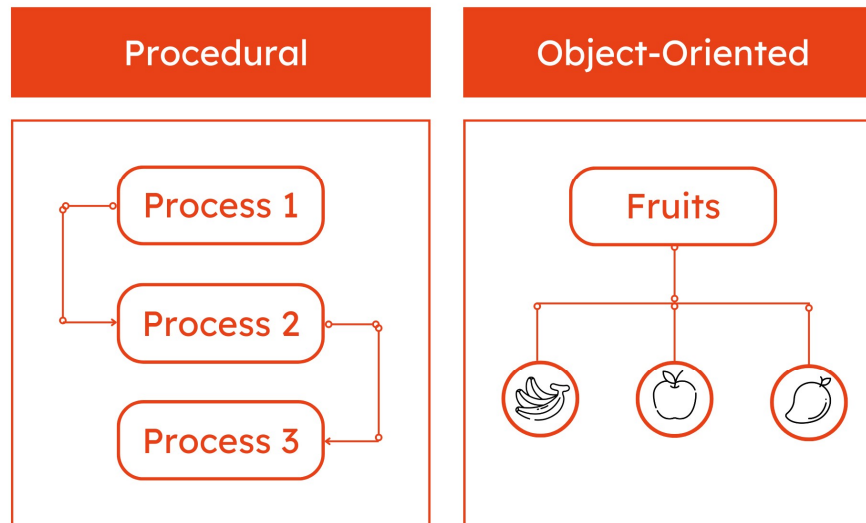 Procedural
Object-Oriented
Process 1
Process 2
Process 3
Fruits